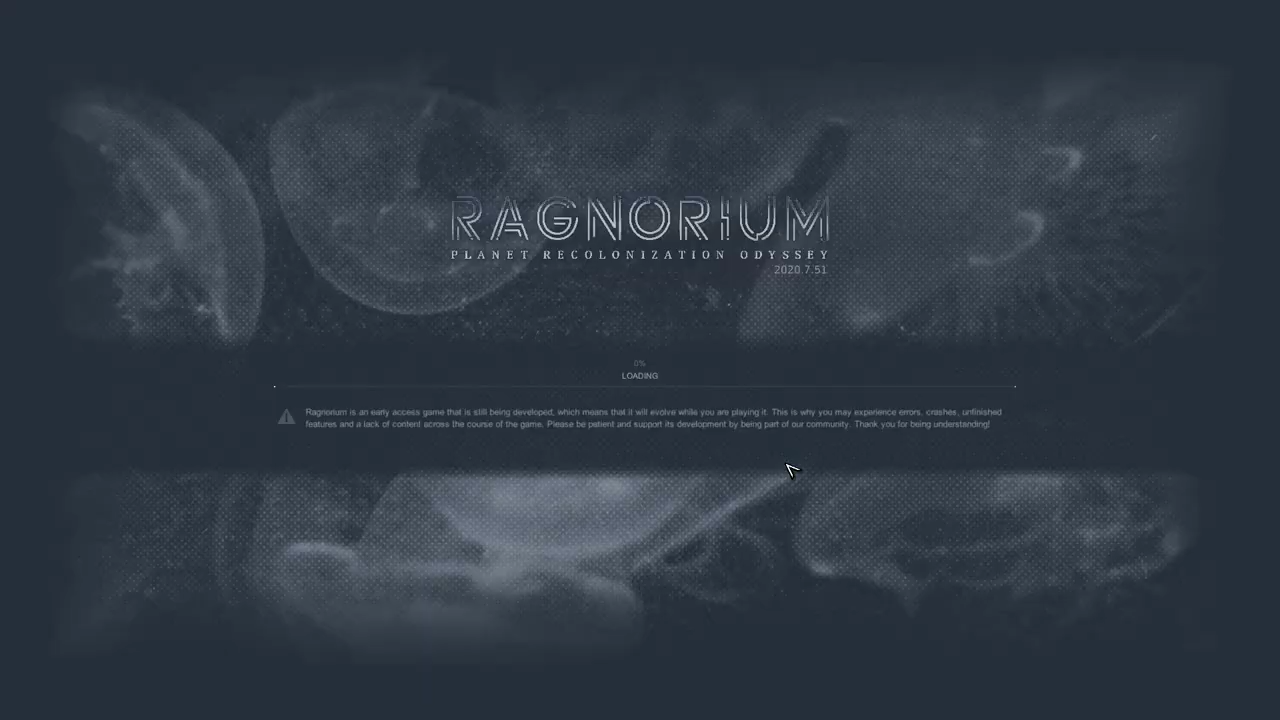 RAGNORIUM
PLANET RECOLONIZATION ODYSSEY
2020.7.51
0%
LOADING
Ragnorium is an early access game that is still being developed, which means that it will evolve while you are playing it. This is why you may experience errors, crashes, unfinished
features and a lack of content across the course of the game. Please be patient and support its development by being part of our community. Thank you for being understanding!